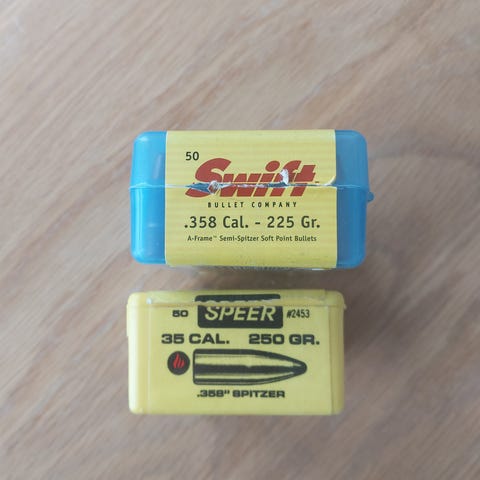 50
Swift
BULLET COMPANY
.358 Cal. - 225 Gr.
A-Frame™ Semi-Spitzer Soft Point Bullets
50 SPEER #2453
35 CAL. 250 GR.
.358" SPITZER